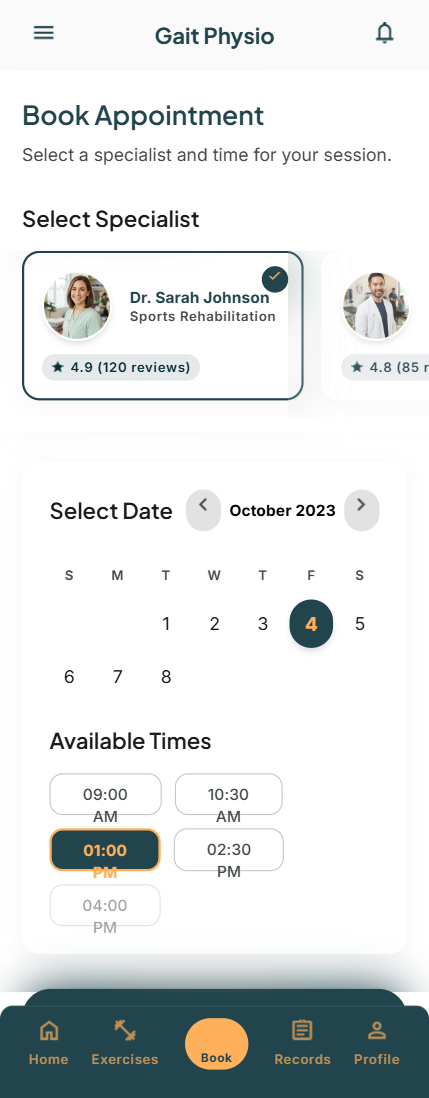 Gait Physio
Book Appointment
Select a specialist and time for your session.
Select Specialist
Dr. Sarah Johnson
Sports Rehabilitation
4.9 (120 reviews)
4.8 (85 r
Select Date
October 2023
S M T W T F S
1 2 3 4 5
6 7 8
Available Times
09:00 AM
10:30 AM
01:00 PM
02:30 PM
04:00 PM
Home
Exercises
Book
Records
Profile